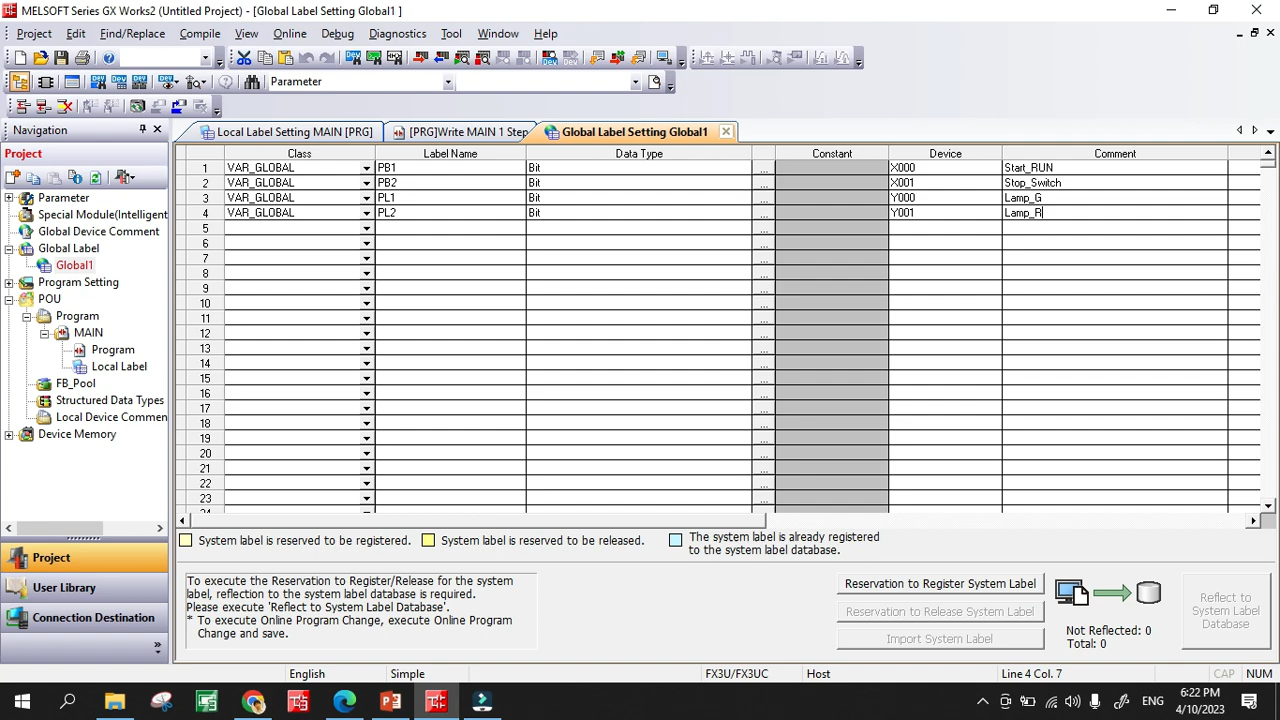 MELSOFT Series GX Works2 (Untitled Project) - [Global Label Setting Global1 ]
Project Edit Find/Replace Compile View Online Debug Diagnostics Tool Window Help
Parameter
Navigation
Local Label Setting MAIN [PRG] [PRG]Write MAIN 1 Step Global Label Setting Global1
Project
Parameter
Special Module(Intelligent
Global Device Comment
Global Label
Global1
Program Setting
POU
Program
MAIN
Program
Local Label
FB_Pool
Structured Data Types
Local Device Commen
Device Memory
Project
User Library
Connection Destination
Class Label Name Data Type Constant Device Comment
1 VAR_GLOBAL PB1 Bit ... X000 Start_RUN
2 VAR_GLOBAL PB2 Bit ... X001 Stop_Switch
3 VAR_GLOBAL PL1 Bit ... Y000 Lamp_G
4 VAR_GLOBAL PL2 Bit ... Y001 Lamp_R
5 ...
6 ...
7 ...
8 ...
9 ...
10 ...
11 ...
12 ...
13 ...
14 ...
15 ...
16 ...
17 ...
18 ...
19 ...
20 ...
21 ...
22 ...
23 ...
System label is reserved to be registered. System label is reserved to be released. The system label is already registered
to the system label database.
To execute the Reservation to Register/Release for the system
label, reflection to the system label database is required.
Please execute 'Reflect to System Label Database'.
* To execute Online Program Change, execute Online Program
Change and save.
Reservation to Register System Label
Reservation to Release System Label
Import System Label
Not Reflected: 0
Total: 0
Reflect to
System Label
Database
English Simple FX3U/FX3UC Host Line 4 Col. 7 CAP NUM
ENG
6:22 PM
4/10/2023